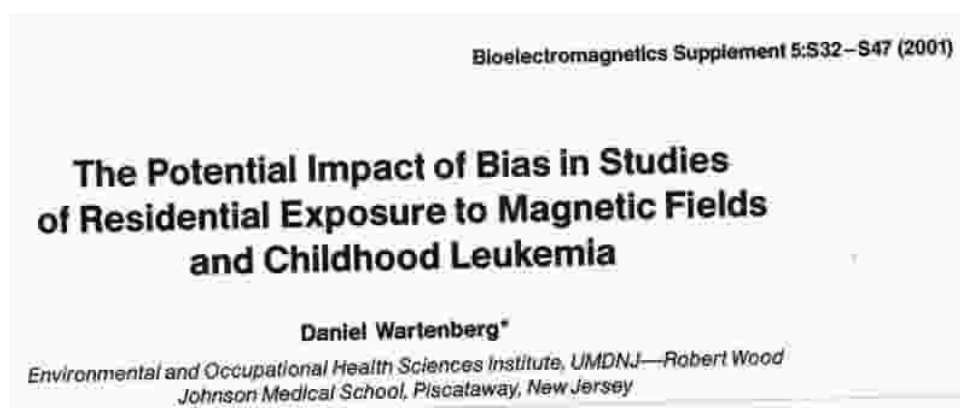 Bioelectromagnetics Supplement 5:S32–S47 (2001)
The Potential Impact of Bias in Studies
of Residential Exposure to Magnetic Fields
and Childhood Leukemia
Daniel Wartenberg*
Environmental and Occupational Health Sciences Institute, UMDNJ—Robert Wood
Johnson Medical School, Piscataway, New Jersey